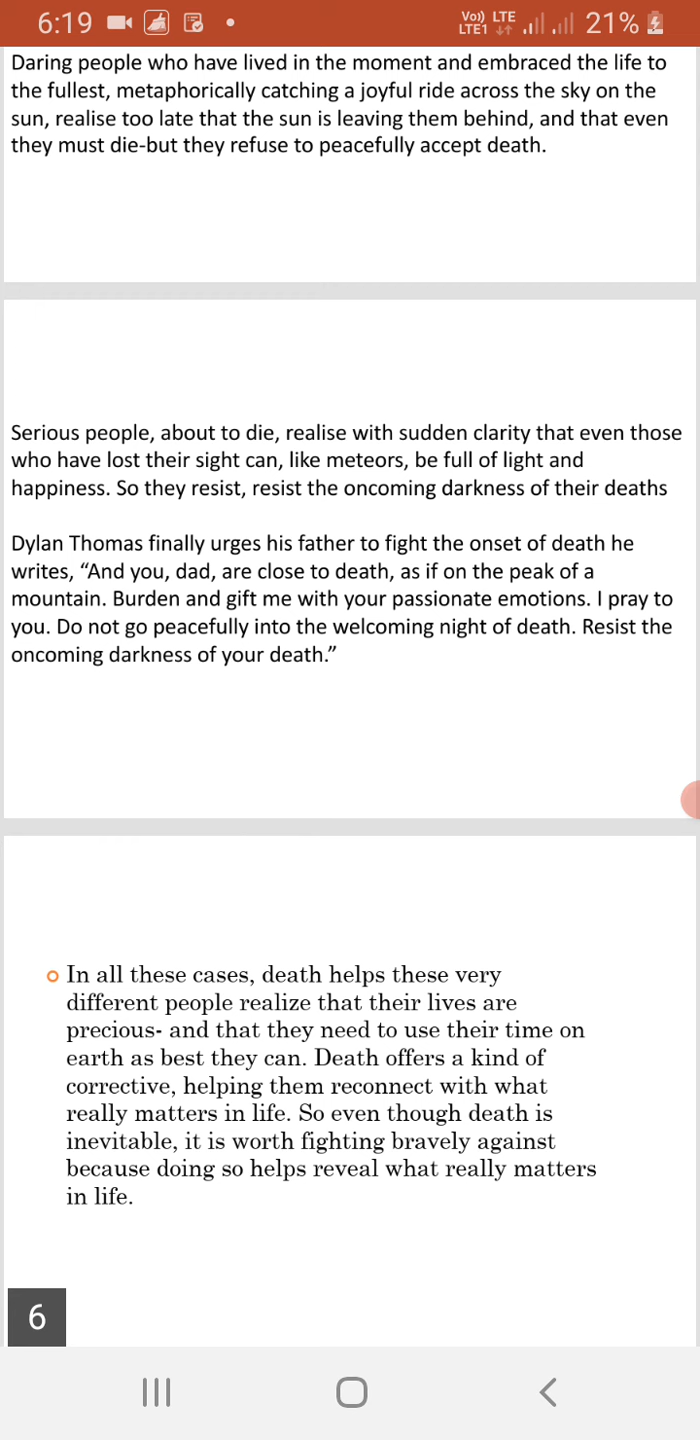 6:19
Vo)) LTE
LTE1
21%
Daring people who have lived in the moment and embraced the life to
the fullest, metaphorically catching a joyful ride across the sky on the
sun, realise too late that the sun is leaving them behind, and that even
they must die-but they refuse to peacefully accept death.
Serious people, about to die, realise with sudden clarity that even those
who have lost their sight can, like meteors, be full of light and
happiness. So they resist, resist the oncoming darkness of their deaths
Dylan Thomas finally urges his father to fight the onset of death he
writes, “And you, dad, are close to death, as if on the peak of a
mountain. Burden and gift me with your passionate emotions. I pray to
you. Do not go peacefully into the welcoming night of death. Resist the
oncoming darkness of your death.”
In all these cases, death helps these very
different people realize that their lives are
precious- and that they need to use their time on
earth as best they can. Death offers a kind of
corrective, helping them reconnect with what
really matters in life. So even though death is
inevitable, it is worth fighting bravely against
because doing so helps reveal what really matters
in life.
6